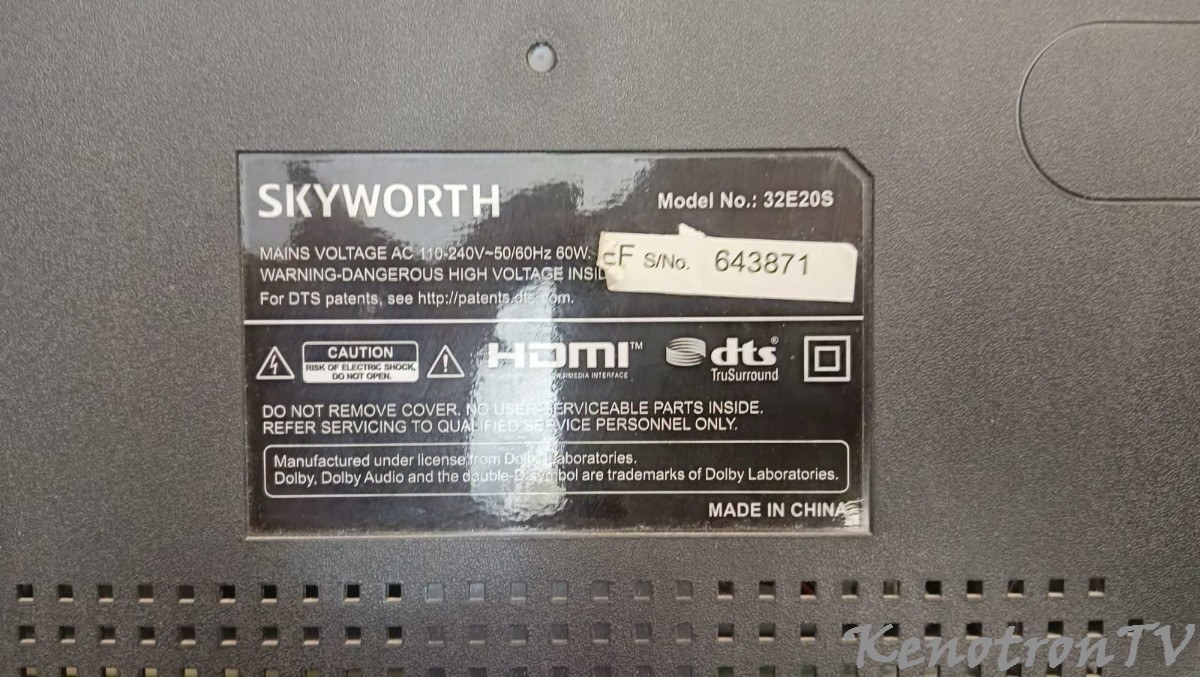 SKYWORTH
Model No.: 32E20S
MAINS VOLTAGE AC 110-240V~50/60Hz 60W.
WARNING-DANGEROUS HIGH VOLTAGE
F S/No. 643871
For DTS patents, see http://patents.dts.com.
CAUTION
RISK OF ELECTRIC SHOCK,
DO NOT OPEN.
HDMI™
INTERFACE
dts®
TruSurround
DO NOT REMOVE COVER. NO USER SERVICEABLE PARTS INSIDE.
REFER SERVICING TO QUALIFIED SERVICE PERSONNEL ONLY.
Manufactured under license from Dolby Laboratories.
Dolby, Dolby Audio and the double-D symbol are trademarks of Dolby Laboratories.
MADE IN CHINA
KenotronTV